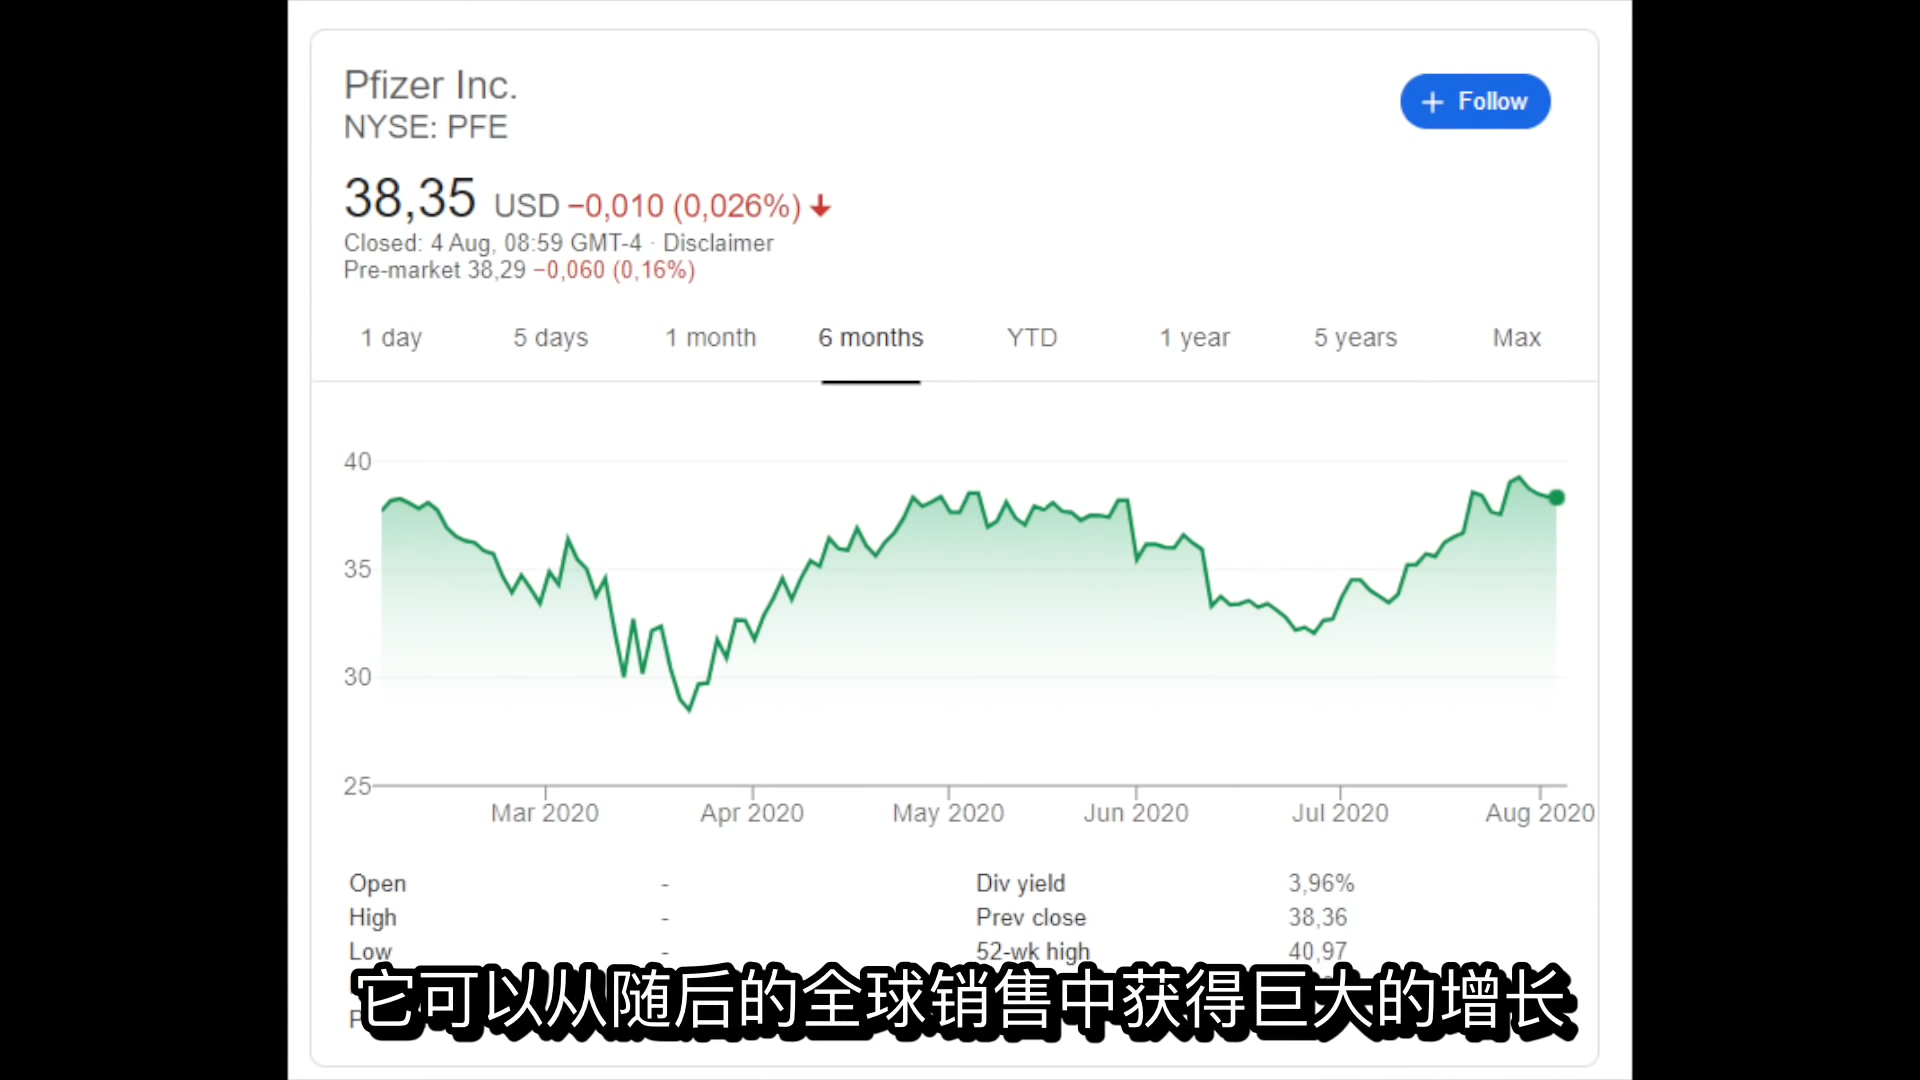 Pfizer Inc.
+ Follow
NYSE: PFE
38,35 USD −0,010 (0,026%)
Closed: 4 Aug, 08:59 GMT-4 · Disclaimer
Pre-market 38,29 −0,060 (0,16%)
1 day 5 days 1 month 6 months YTD 1 year 5 years Max
40
35
30
25
Mar 2020 Apr 2020 May 2020 Jun 2020 Jul 2020 Aug 2020
Open - Div yield 3,96%
High - Prev close 38,36
Low - 52-wk high 40,97
它可以从随后的全球销售中获得巨大的增长